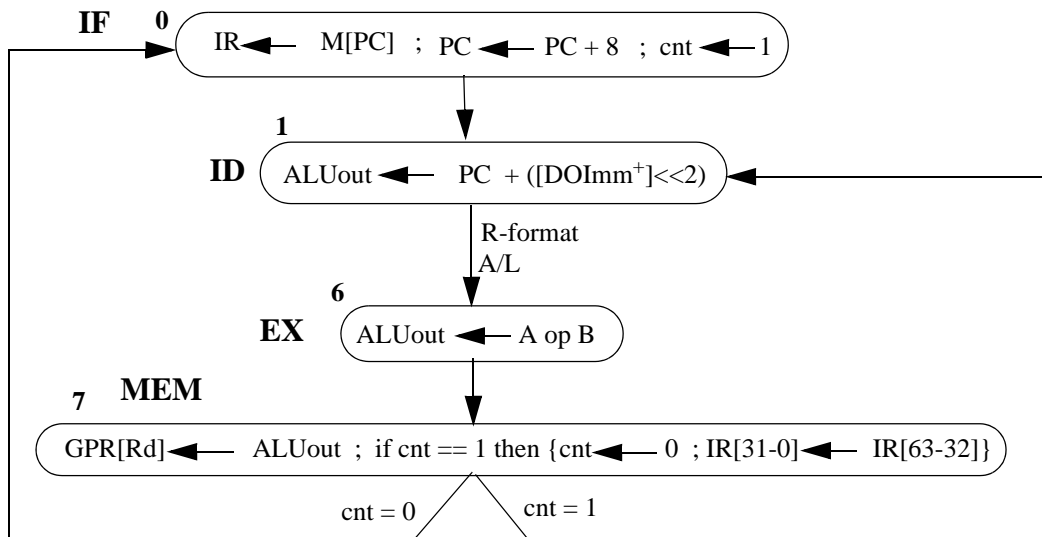 IF 0
IR M[PC] ; PC PC + 8 ; cnt 1
1
ID ALUout PC + ([DOImm+]<<2)
R-format
A/L
6
EX ALUout A op B
7 MEM
GPR[Rd] ALUout ; if cnt == 1 then {cnt 0 ; IR[31-0] IR[63-32]}
cnt = 0 cnt = 1